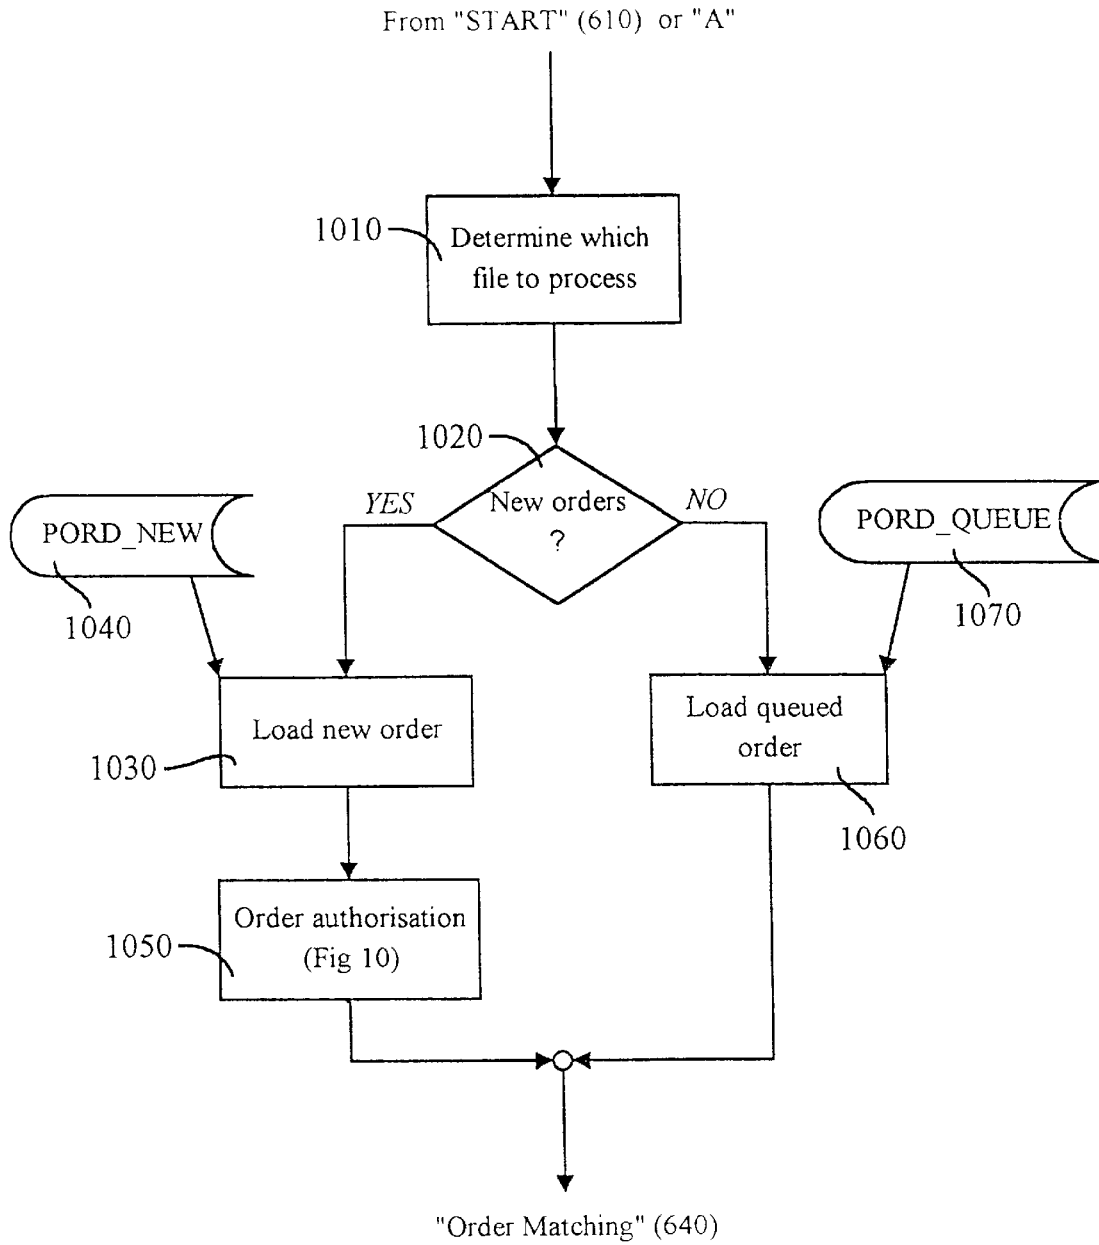 From "START" (610) or "A"
1010
Determine which
file to process
1020
YES
New orders
?
NO
PORD_NEW
PORD_QUEUE
1040
1070
Load new order
Load queued
order
1030
1060
Order authorisation
(Fig 10)
1050
"Order Matching" (640)